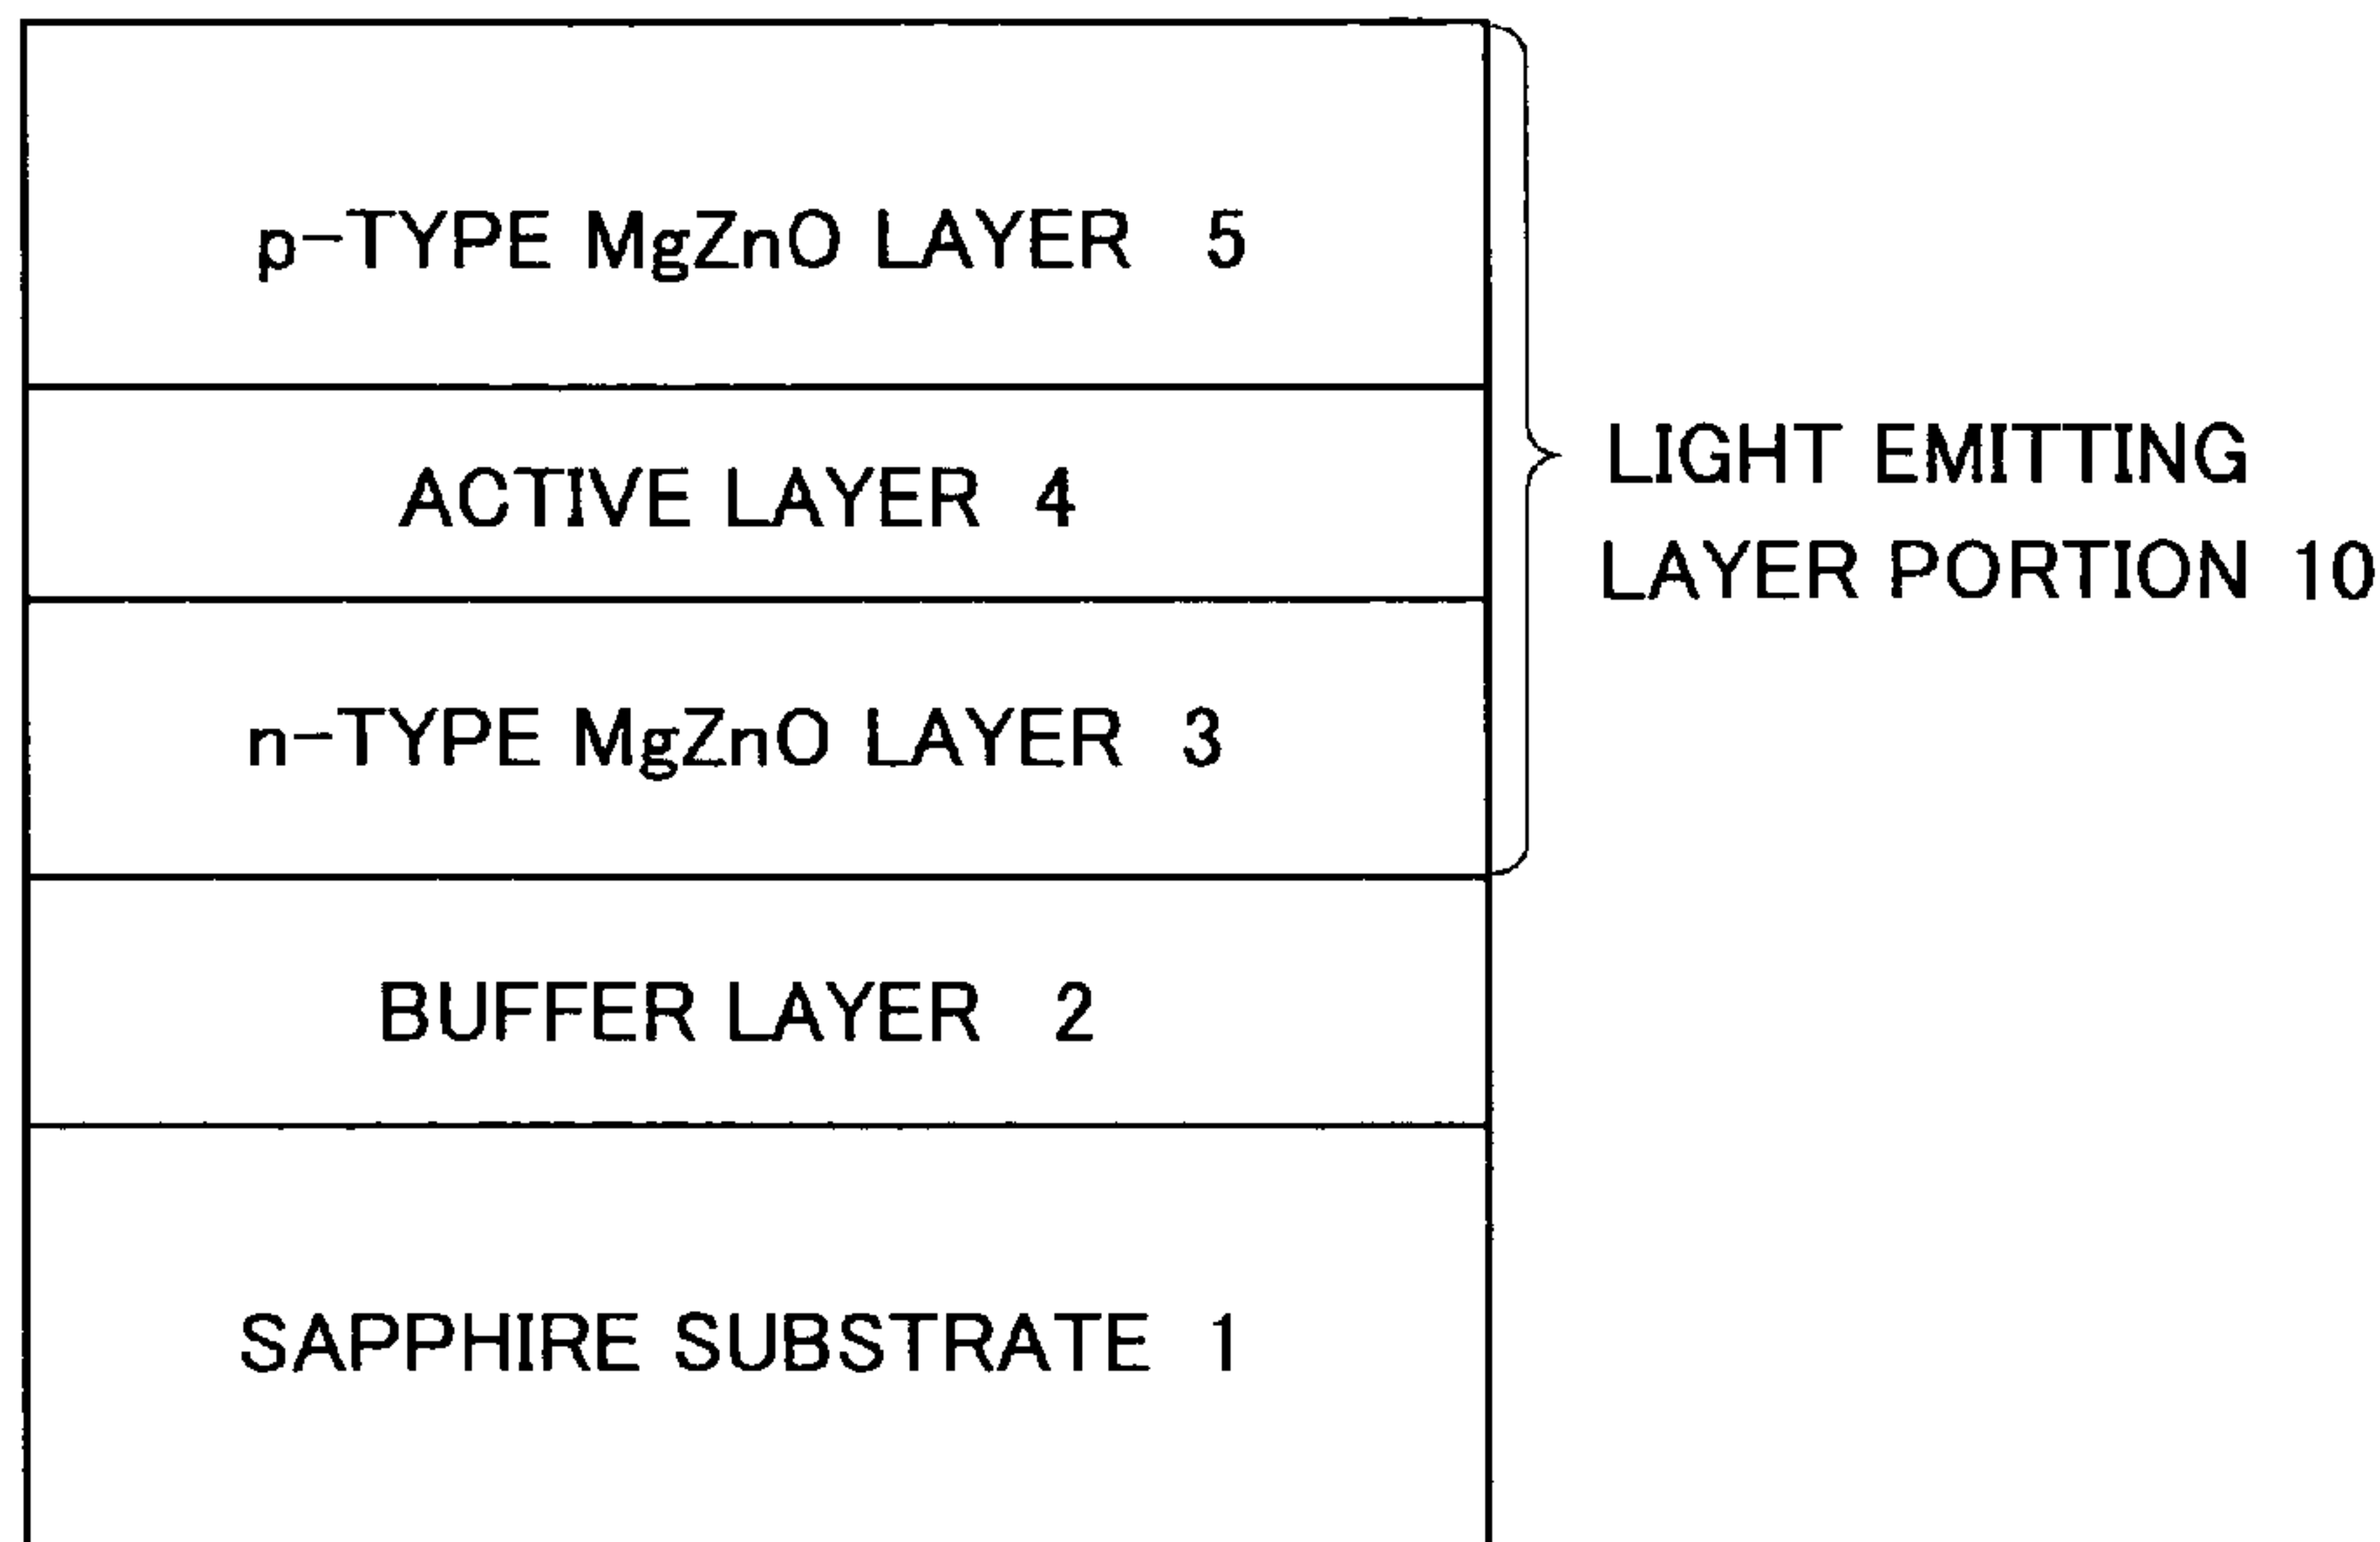 p-TYPE MgZnO LAYER 5
ACTIVE LAYER 4
LIGHT EMITTING
LAYER PORTION 10
n-TYPE MgZnO LAYER 3
BUFFER LAYER 2
SAPPHIRE SUBSTRATE 1